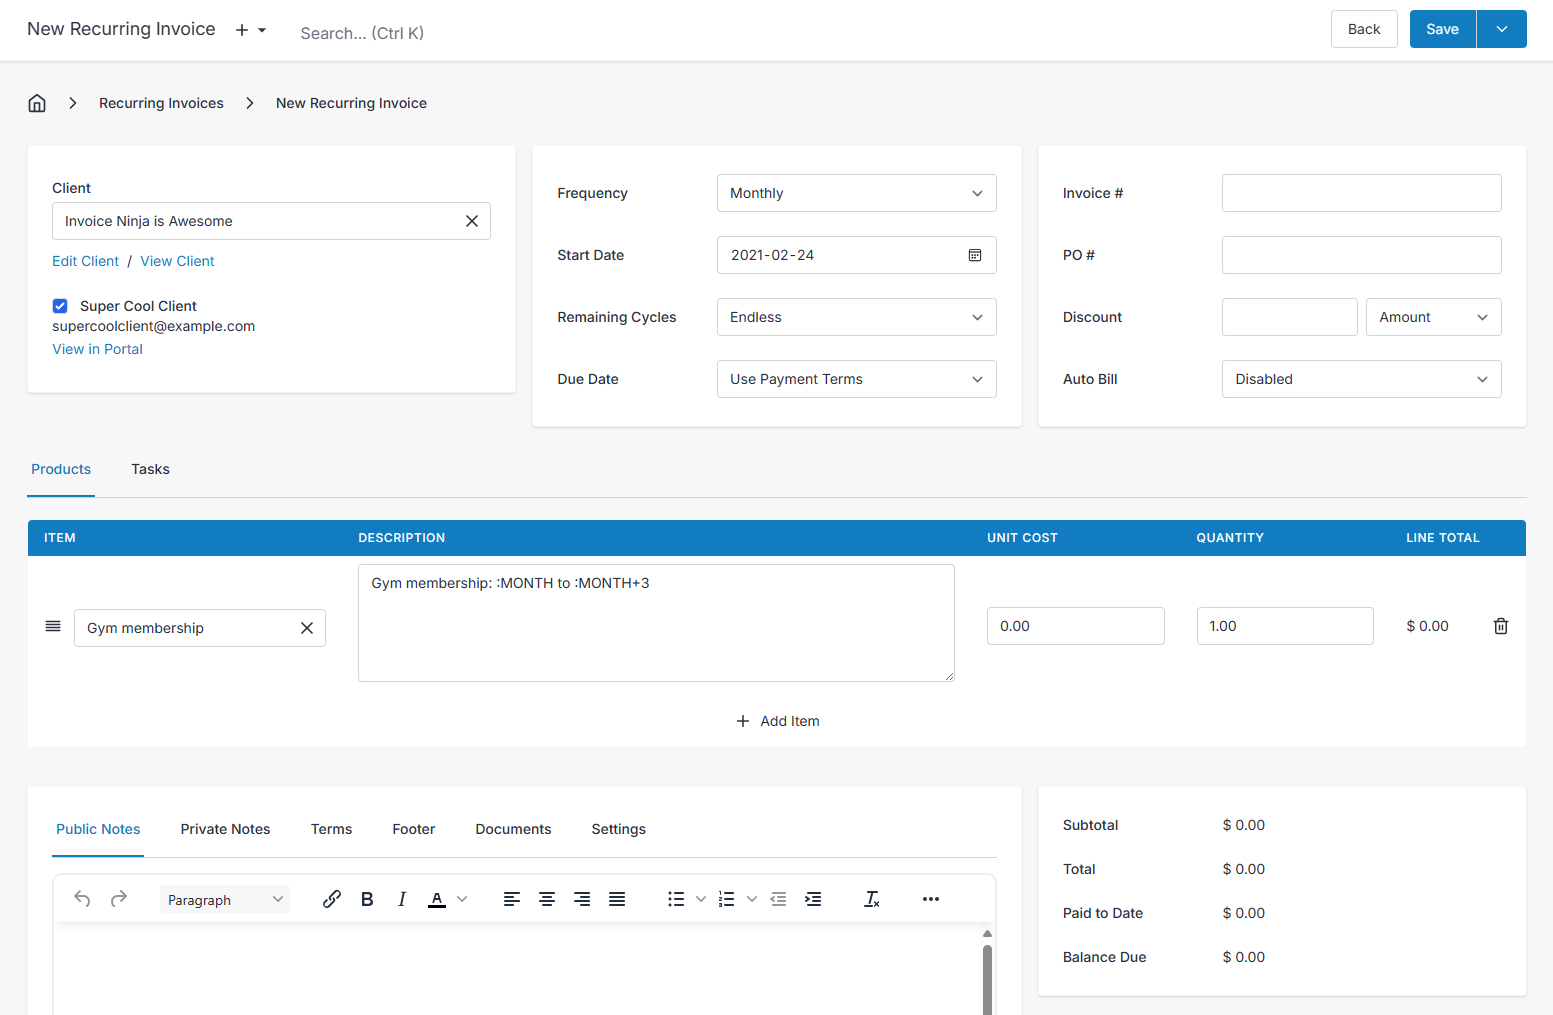 New Recurring Invoice
Search... (Ctrl K)
Back
Save
Recurring Invoices
New Recurring Invoice
Client
Invoice Ninja is Awesome
Edit Client / View Client
Super Cool Client
supercoolclient@example.com
View in Portal
Frequency
Monthly
Start Date
2021-02-24
Remaining Cycles
Endless
Due Date
Use Payment Terms
Invoice #
PO #
Discount
Amount
Auto Bill
Disabled
Products
Tasks
ITEM
DESCRIPTION
UNIT COST
QUANTITY
LINE TOTAL
Gym membership
Gym membership: :MONTH to :MONTH+3
0.00
1.00
$ 0.00
Add Item
Public Notes
Private Notes
Terms
Footer
Documents
Settings
Paragraph
Subtotal
$ 0.00
Total
$ 0.00
Paid to Date
$ 0.00
Balance Due
$ 0.00